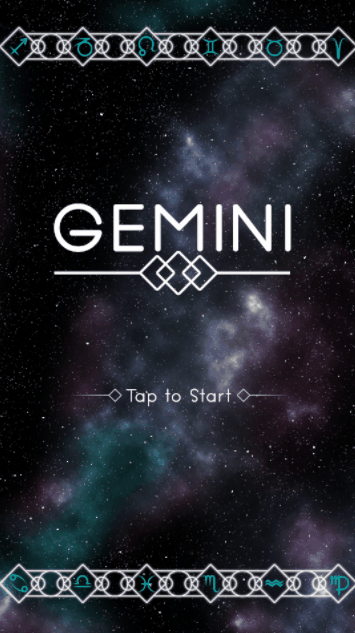 ♐ ♉ ♌ ♊ ♉ ♈
GEMINI
Tap to Start
♋ ♎ ♓ ♏ ♒ ♍